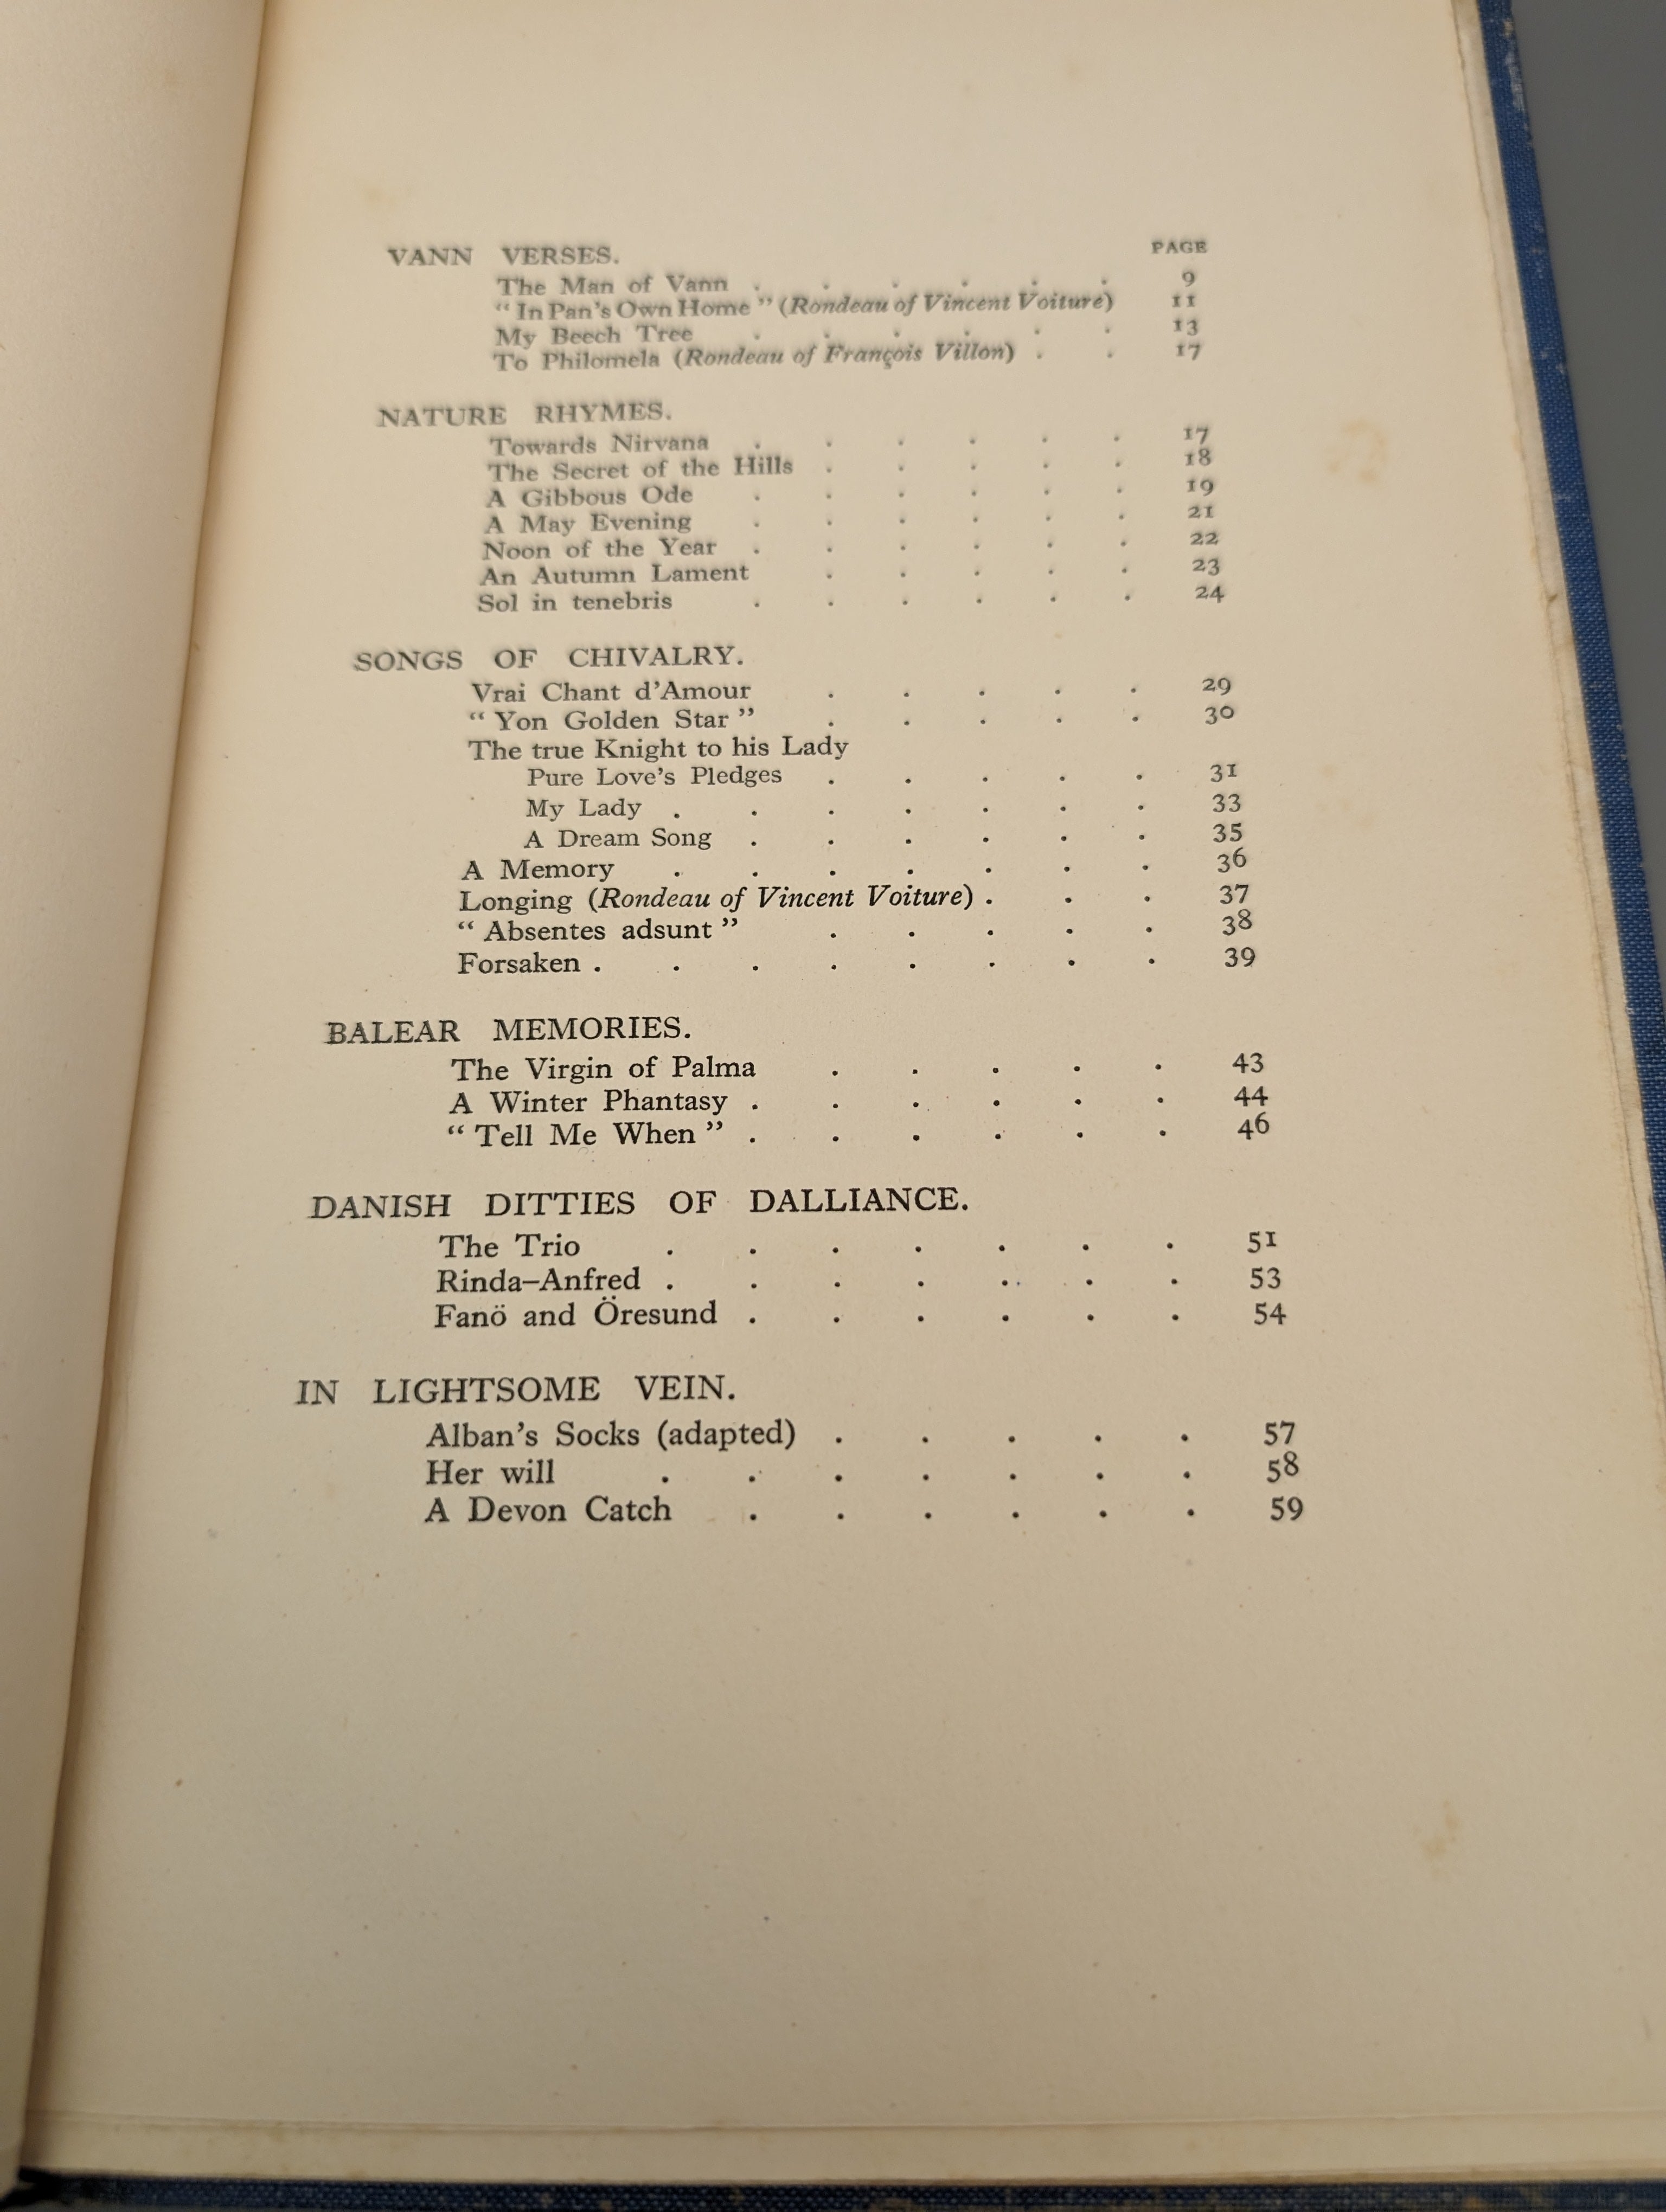 PAGE
VANN VERSES.
The Man of Vann . . . . . . 9
“In Pan's Own Home” (Rondeau of Vincent Voiture) 11
My Beech Tree . . . . . . 13
To Philomela (Rondeau of François Villon) . . 17
NATURE RHYMES.
Towards Nirvana . . . . . . 17
The Secret of the Hills . . . . . 18
A Gibbous Ode . . . . . . 19
A May Evening . . . . . . 21
Noon of the Year . . . . . . 22
An Autumn Lament . . . . . 23
Sol in tenebris . . . . . . 24
SONGS OF CHIVALRY.
Vrai Chant d'Amour . . . . . 29
“Yon Golden Star” . . . . . 30
The true Knight to his Lady
Pure Love's Pledges . . . . . 31
My Lady . . . . . . . 33
A Dream Song . . . . . . 35
A Memory . . . . . . . 36
Longing (Rondeau of Vincent Voiture) . . . 37
“Absentes adsunt” . . . . . 38
Forsaken . . . . . . . . 39
BALEAR MEMORIES.
The Virgin of Palma . . . . . 43
A Winter Phantasy . . . . . . 44
“Tell Me When” . . . . . . 46
DANISH DITTIES OF DALLIANCE.
The Trio . . . . . . . 51
Rinda–Anfred . . . . . . . 53
Fanö and Öresund . . . . . . 54
IN LIGHTSOME VEIN.
Alban's Socks (adapted) . . . . . 57
Her will . . . . . . . 58
A Devon Catch . . . . . . 59